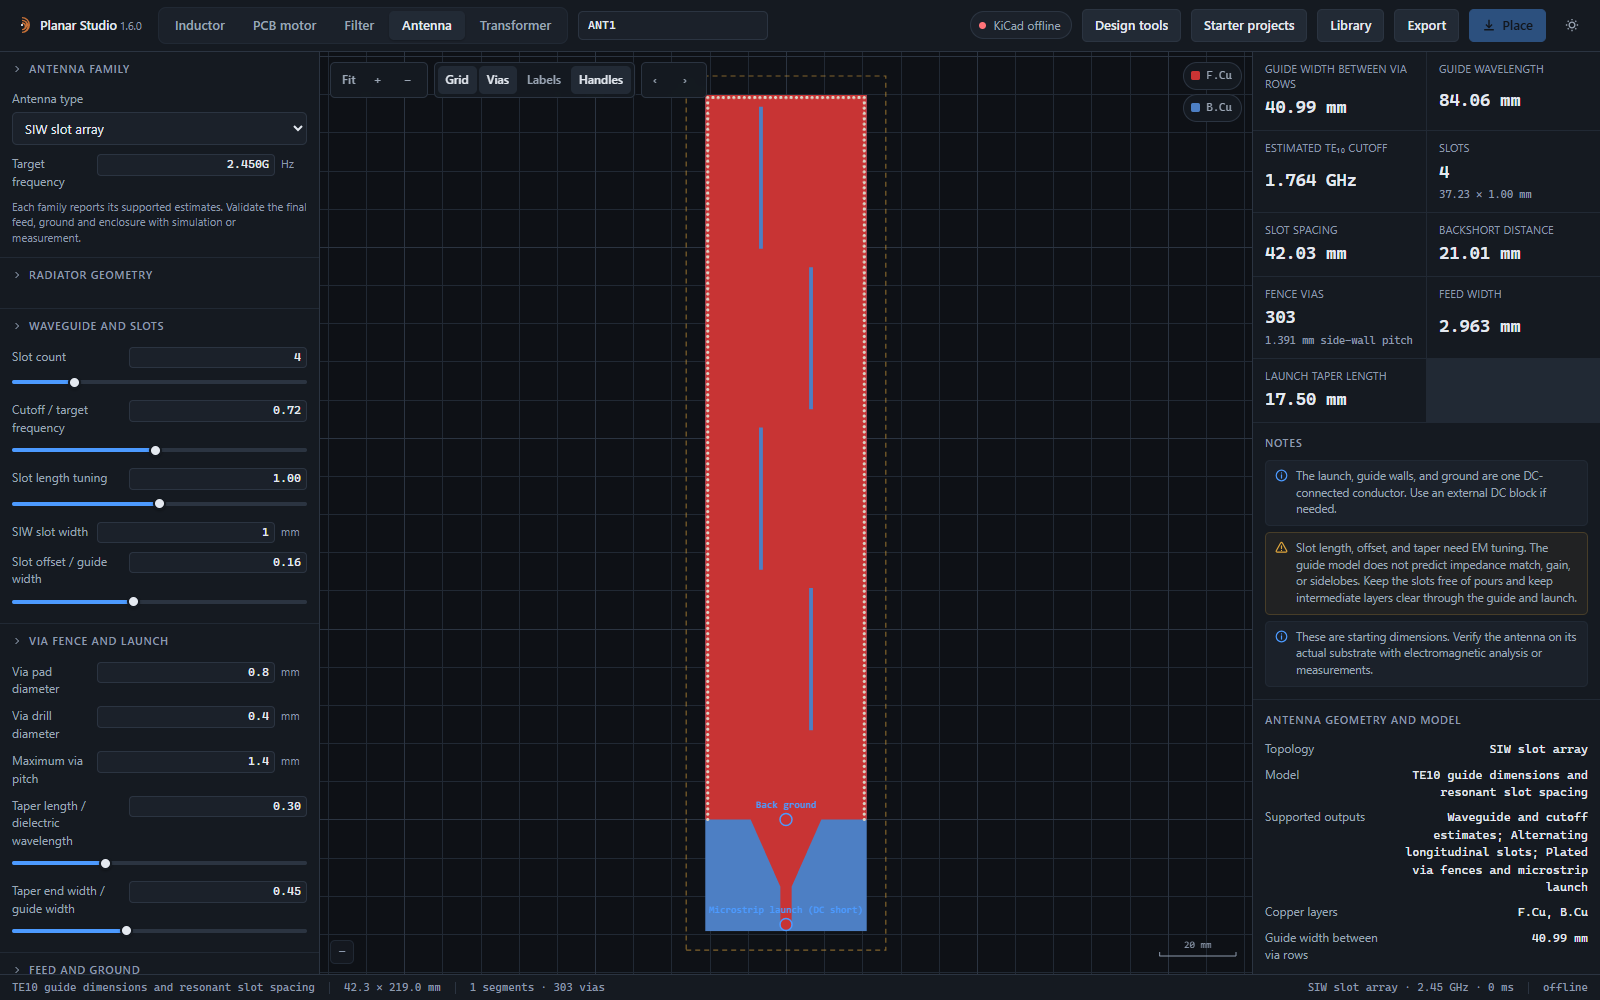 Planar Studio 1.6.0
Inductor
PCB motor
Filter
Antenna
Transformer
ANT1
KiCad offline
Design tools
Starter projects
Library
Export
Place
ANTENNA FAMILY
Antenna type
SIW slot array
Target frequency
2.450G Hz
Each family reports its supported estimates. Validate the final
feed, ground and enclosure with simulation or
measurement.
RADIATOR GEOMETRY
WAVEGUIDE AND SLOTS
Slot count
4
Cutoff / target
frequency
0.72
Slot length tuning
1.00
SIW slot width
1 mm
Slot offset / guide
width
0.16
VIA FENCE AND LAUNCH
Via pad
diameter
0.8 mm
Via drill
diameter
0.4 mm
Maximum via
pitch
1.4 mm
Taper length /
dielectric
wavelength
0.30
Taper end width /
guide width
0.45
FEED AND GROUND
Fit + −
Grid Vias Labels Handles
‹ ›
F.Cu
B.Cu
Back ground
Microstrip launch (DC short)
−
20 mm
GUIDE WIDTH BETWEEN VIA
ROWS
40.99 mm
GUIDE WAVELENGTH
84.06 mm
ESTIMATED TE₁₀ CUTOFF
1.764 GHz
SLOTS
4
37.23 × 1.00 mm
SLOT SPACING
42.03 mm
BACKSHORT DISTANCE
21.01 mm
FENCE VIAS
303
1.391 mm side-wall pitch
FEED WIDTH
2.963 mm
LAUNCH TAPER LENGTH
17.50 mm
NOTES
The launch, guide walls, and ground are one DC-
connected conductor. Use an external DC block if
needed.
Slot length, offset, and taper need EM tuning. The
guide model does not predict impedance match, gain,
or sidelobes. Keep the slots free of pours and keep
intermediate layers clear through the guide and launch.
These are starting dimensions. Verify the antenna on its
actual substrate with electromagnetic analysis or
measurements.
ANTENNA GEOMETRY AND MODEL
Topology
SIW slot array
Model
TE10 guide dimensions and
resonant slot spacing
Supported outputs
Waveguide and cutoff
estimates; Alternating
longitudinal slots; Plated
via fences and microstrip
launch
Copper layers
F.Cu, B.Cu
Guide width between
via rows
40.99 mm
TE10 guide dimensions and resonant slot spacing
42.3 × 219.0 mm
1 segments · 303 vias
SIW slot array · 2.45 GHz · 0 ms
offline